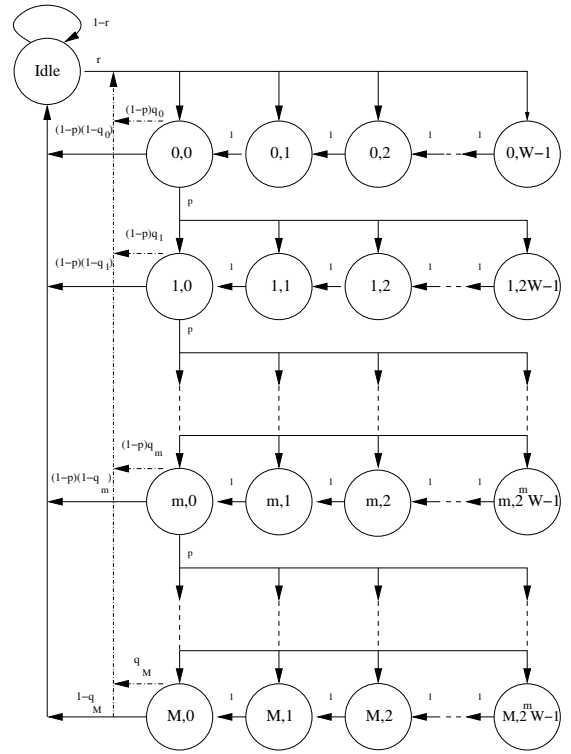 1−r
Idle
r
(1−p)q0
(1−p)(1−q0)
1 1 1 1
0,0 0,1 0,2 0,W−1
p
(1−p)q1
(1−p)(1−q1)
1 1 1 1
1,0 1,1 1,2 1,2W−1
p
(1−p)qm
(1−p)(1−qm)
1 1 1 1
m,0 m,1 m,2 m,2mW−1
p
qM
1−qM
1 1 1 1
M,0 M,1 M,2 M,2mW−1